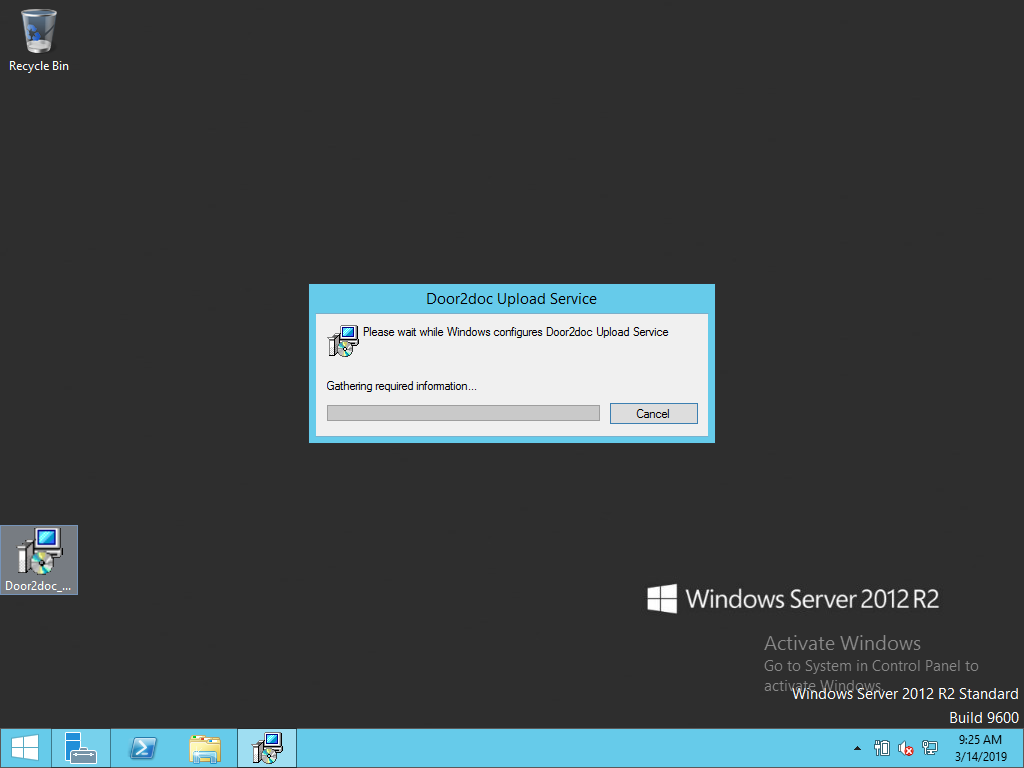 Recycle Bin
Door2doc Upload Service
Please wait while Windows configures Door2doc Upload Service
Gathering required information...
Cancel
Door2doc_...
Windows Server 2012 R2
Activate Windows
Go to System in Control Panel to
activate Windows.
Windows Server 2012 R2 Standard
Build 9600
9:25 AM
3/14/2019